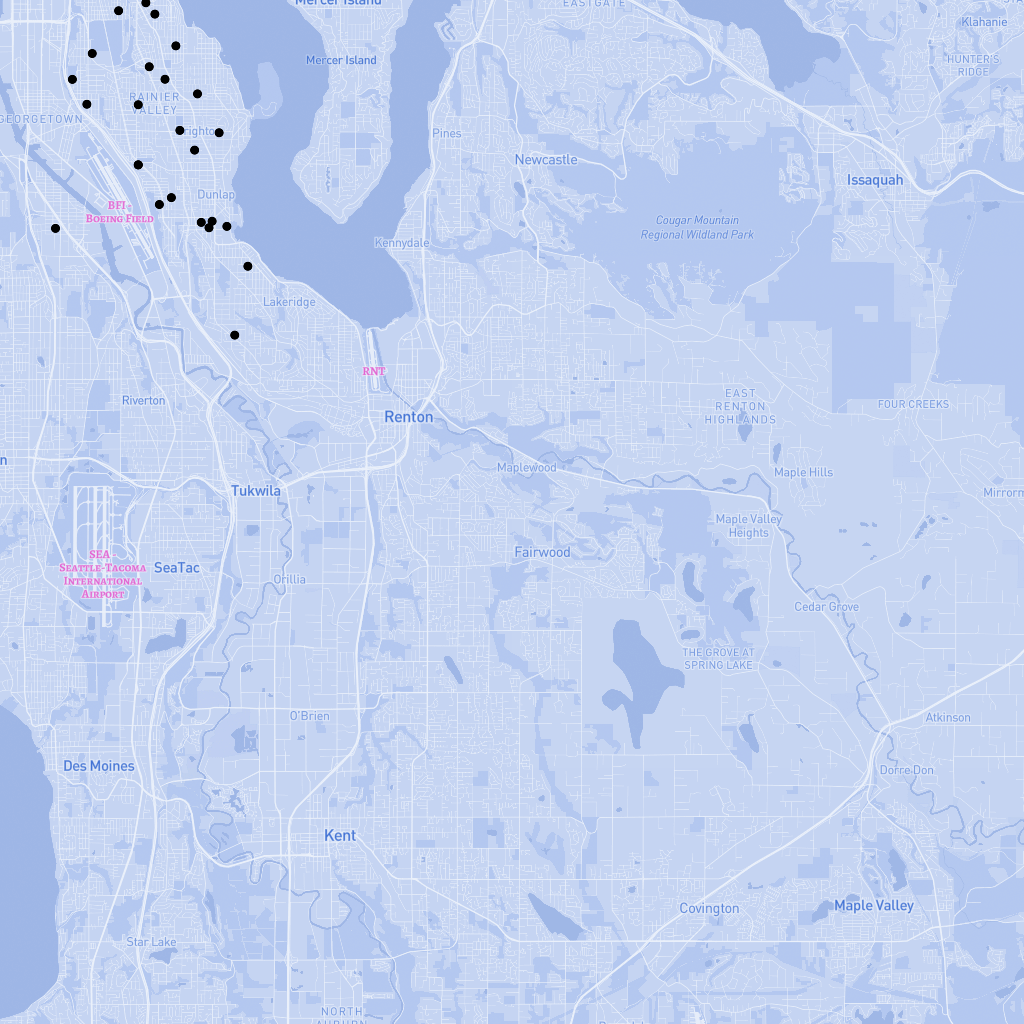 Mercer Island
EASTGATE
Klahanie
Mercer Island
HUNTER'S
RIDGE
RAINIER
VALLEY
GEORGETOWN
Brighton
Pines
Newcastle
Issaquah
Dunlap
BFI -
Boeing Field
Cougar Mountain
Regional Wildland Park
Kennydale
Lakeridge
RNT
Riverton
Renton
EAST
RENTON
HIGHLANDS
FOUR CREEKS
n
Maplewood
Maple Hills
Tukwila
Mirrorm
Maple Valley
Heights
SEA -
Seattle-Tacoma
International
Airport
SeaTac
Fairwood
Orillia
Cedar Grove
THE GROVE AT
SPRING LAKE
O'Brien
Atkinson
Des Moines
Dorre Don
Kent
Covington
Maple Valley
Star Lake
NORTH
AUBURN